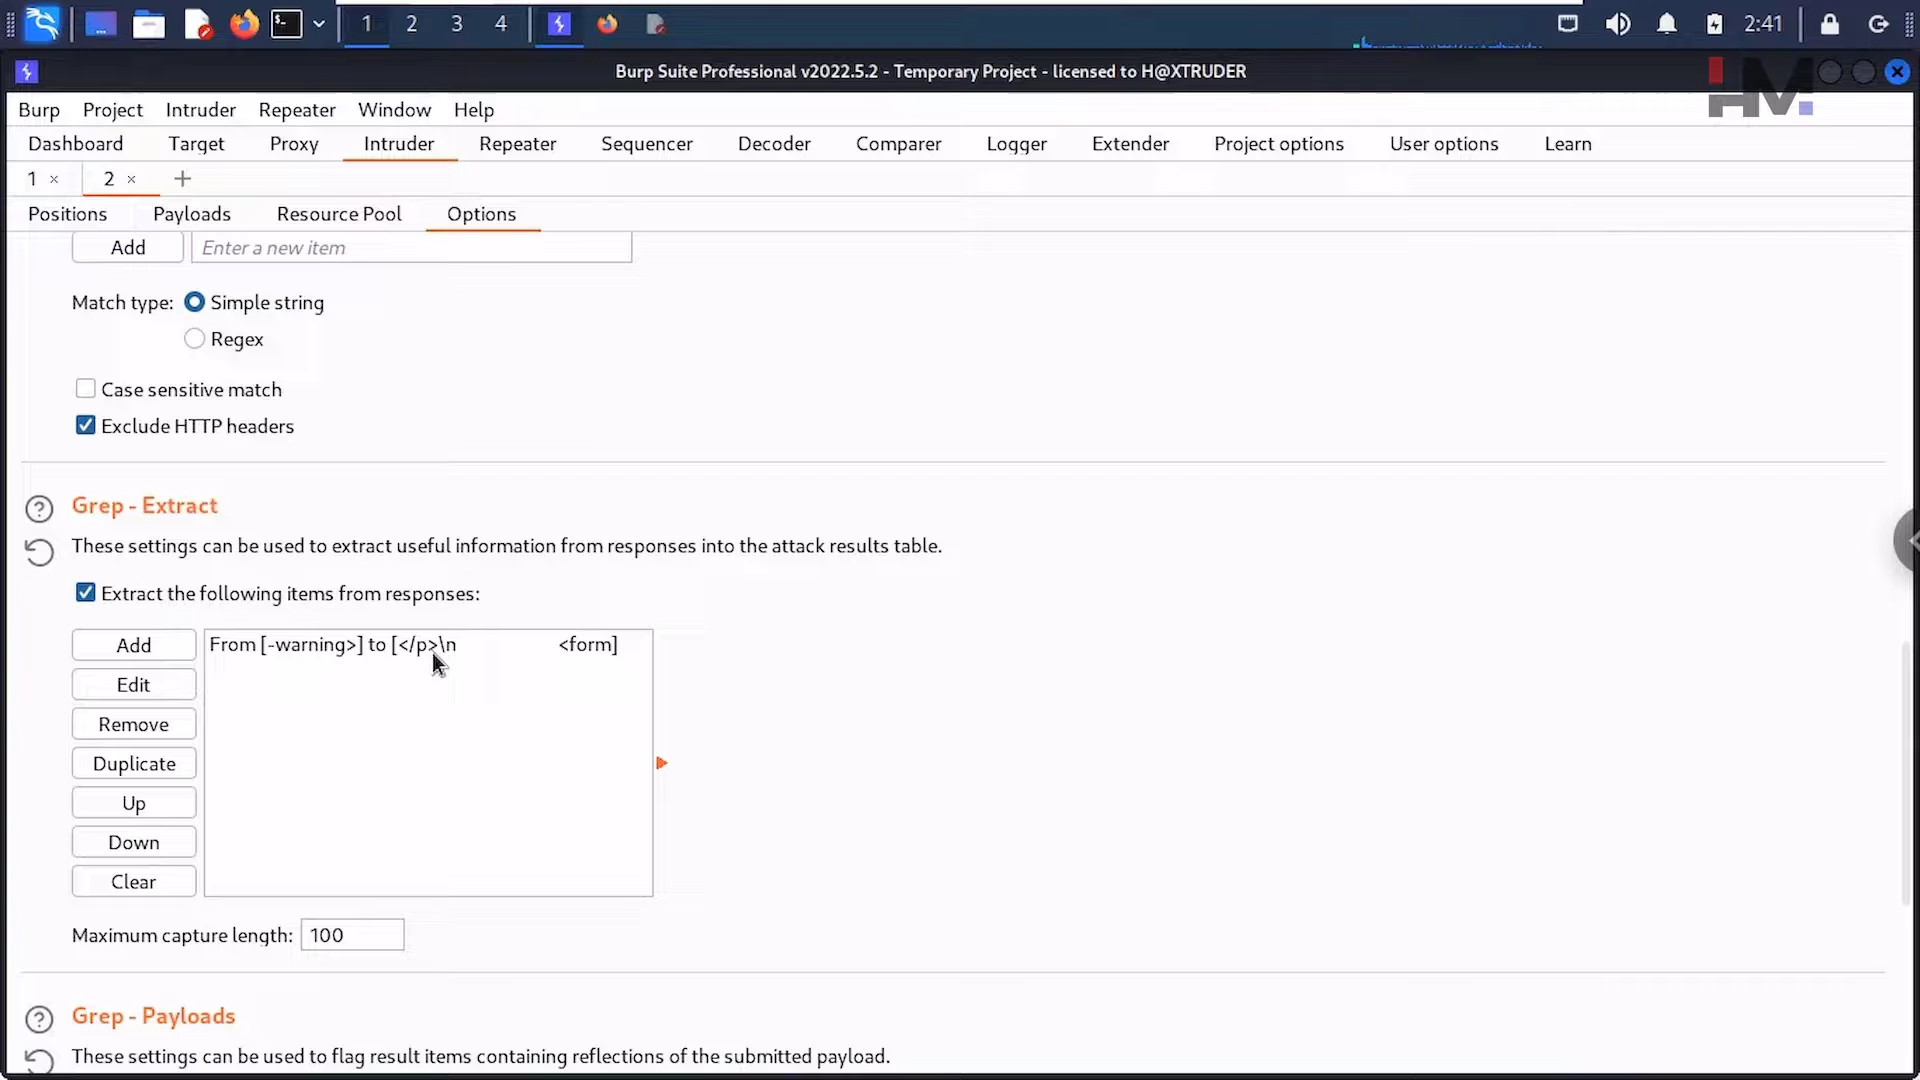 1 2 3 4 2:41
Burp Suite Professional v2022.5.2 - Temporary Project - licensed to H@XTRUDER
HM
Burp Project Intruder Repeater Window Help
Dashboard Target Proxy Intruder Repeater Sequencer Decoder Comparer Logger Extender Project options User options Learn
1 × 2 × +
Positions Payloads Resource Pool Options
Add Enter a new item
Match type: Simple string
Regex
Case sensitive match
Exclude HTTP headers
? Grep - Extract
These settings can be used to extract useful information from responses into the attack results table.
Extract the following items from responses:
Add From [-warning>] to [</p>\n <form]
Edit
Remove
Duplicate
Up
Down
Clear
Maximum capture length: 100
? Grep - Payloads
These settings can be used to flag result items containing reflections of the submitted payload.